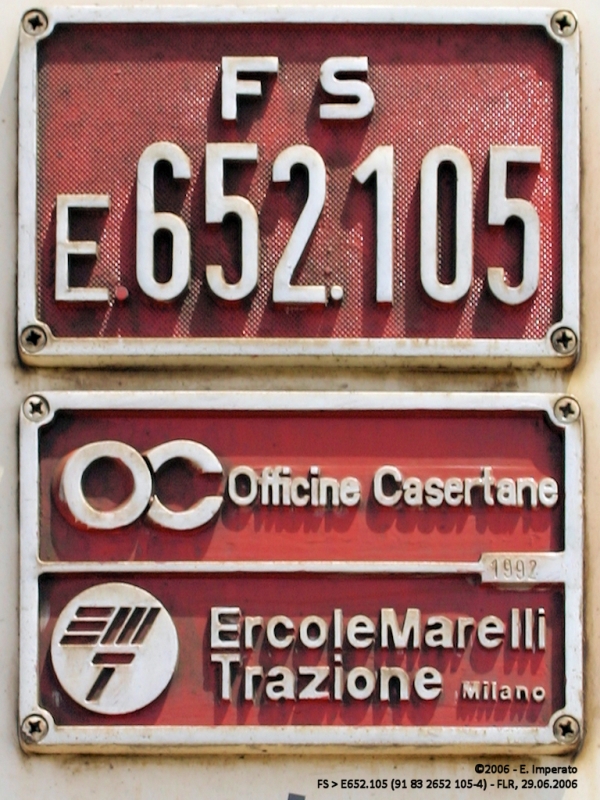 FS
E.652.105
OC Officine Casertane
1992
EMT
ErcoleMarelli
Trazione Milano
©2006 - E. Imperato
FS > E652.105 (91 83 2652 105-4) - FLR, 29.06.2006